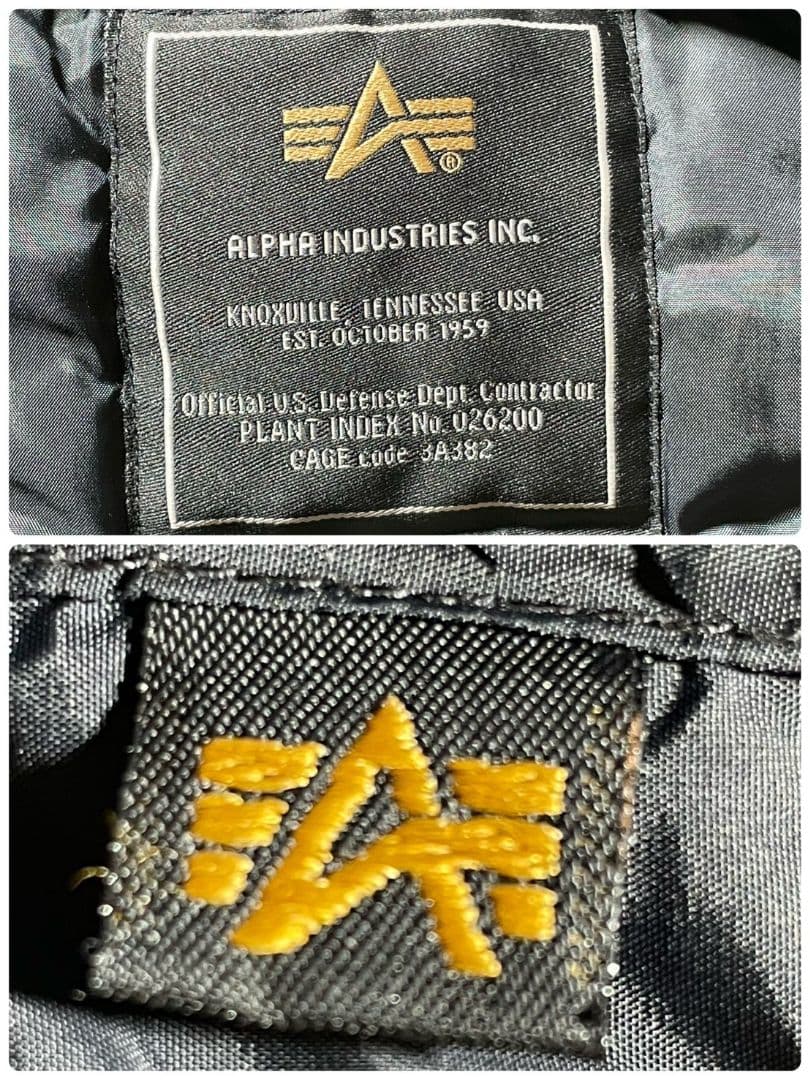 ®
ALPHA INDUSTRIES INC.
KNOXVILLE, TENNESSEE USA
EST. OCTOBER 1959
Official U.S. Defense Dept. Contractor
PLANT INDEX No. 026200
CAGE code 3A382